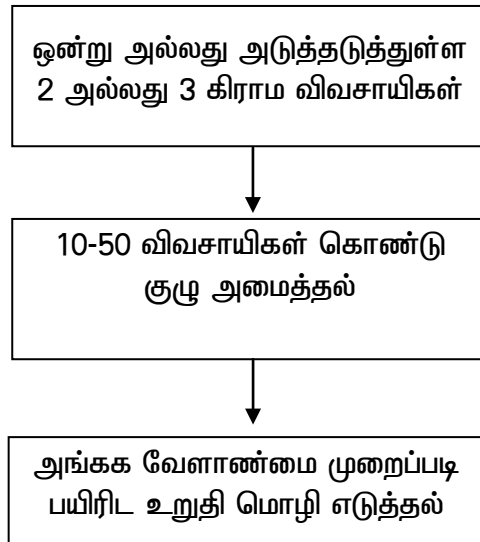 ஒன்று அல்லது அடுத்தடுத்துள்ள
2 அல்லது 3 கிராம விவசாயிகள்
10-50 விவசாயிகள் கொண்டு
குழு அமைத்தல்
அங்கக வேளாண்மை முறைப்படி
பயிரிட உறுதி மொழி எடுத்தல்